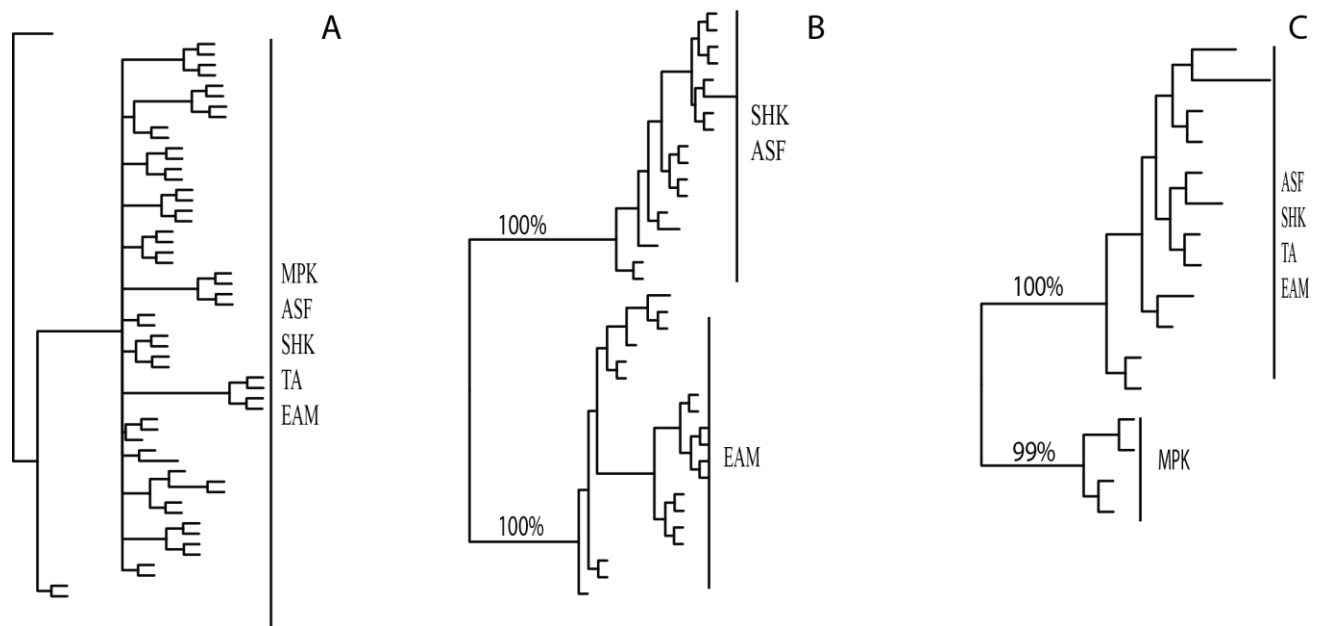 A
MPK
ASF
SHK
TA
EAM
B
SHK
ASF
100%
EAM
100%
C
ASF
SHK
TA
EAM
100%
99%
MPK